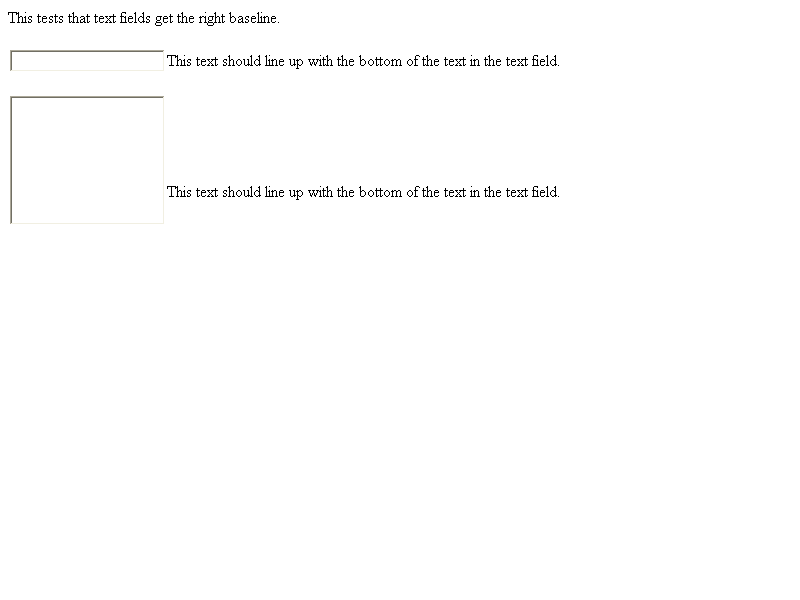 This tests that text fields get the right baseline.
This text should line up with the bottom of the text in the text field.
This text should line up with the bottom of the text in the text field.